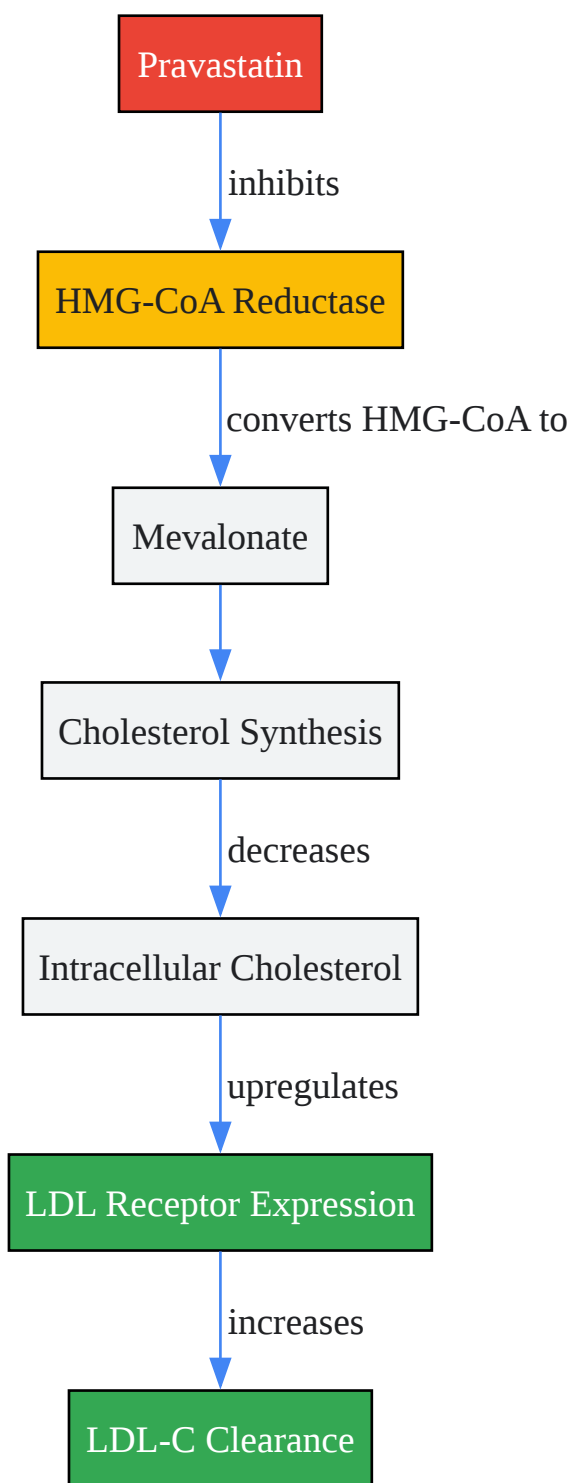 Pravastatin
inhibits
HMG-CoA Reductase
converts HMG-CoA to
Mevalonate
Cholesterol Synthesis
decreases
Intracellular Cholesterol
upregulates
LDL Receptor Expression
increases
LDL-C Clearance